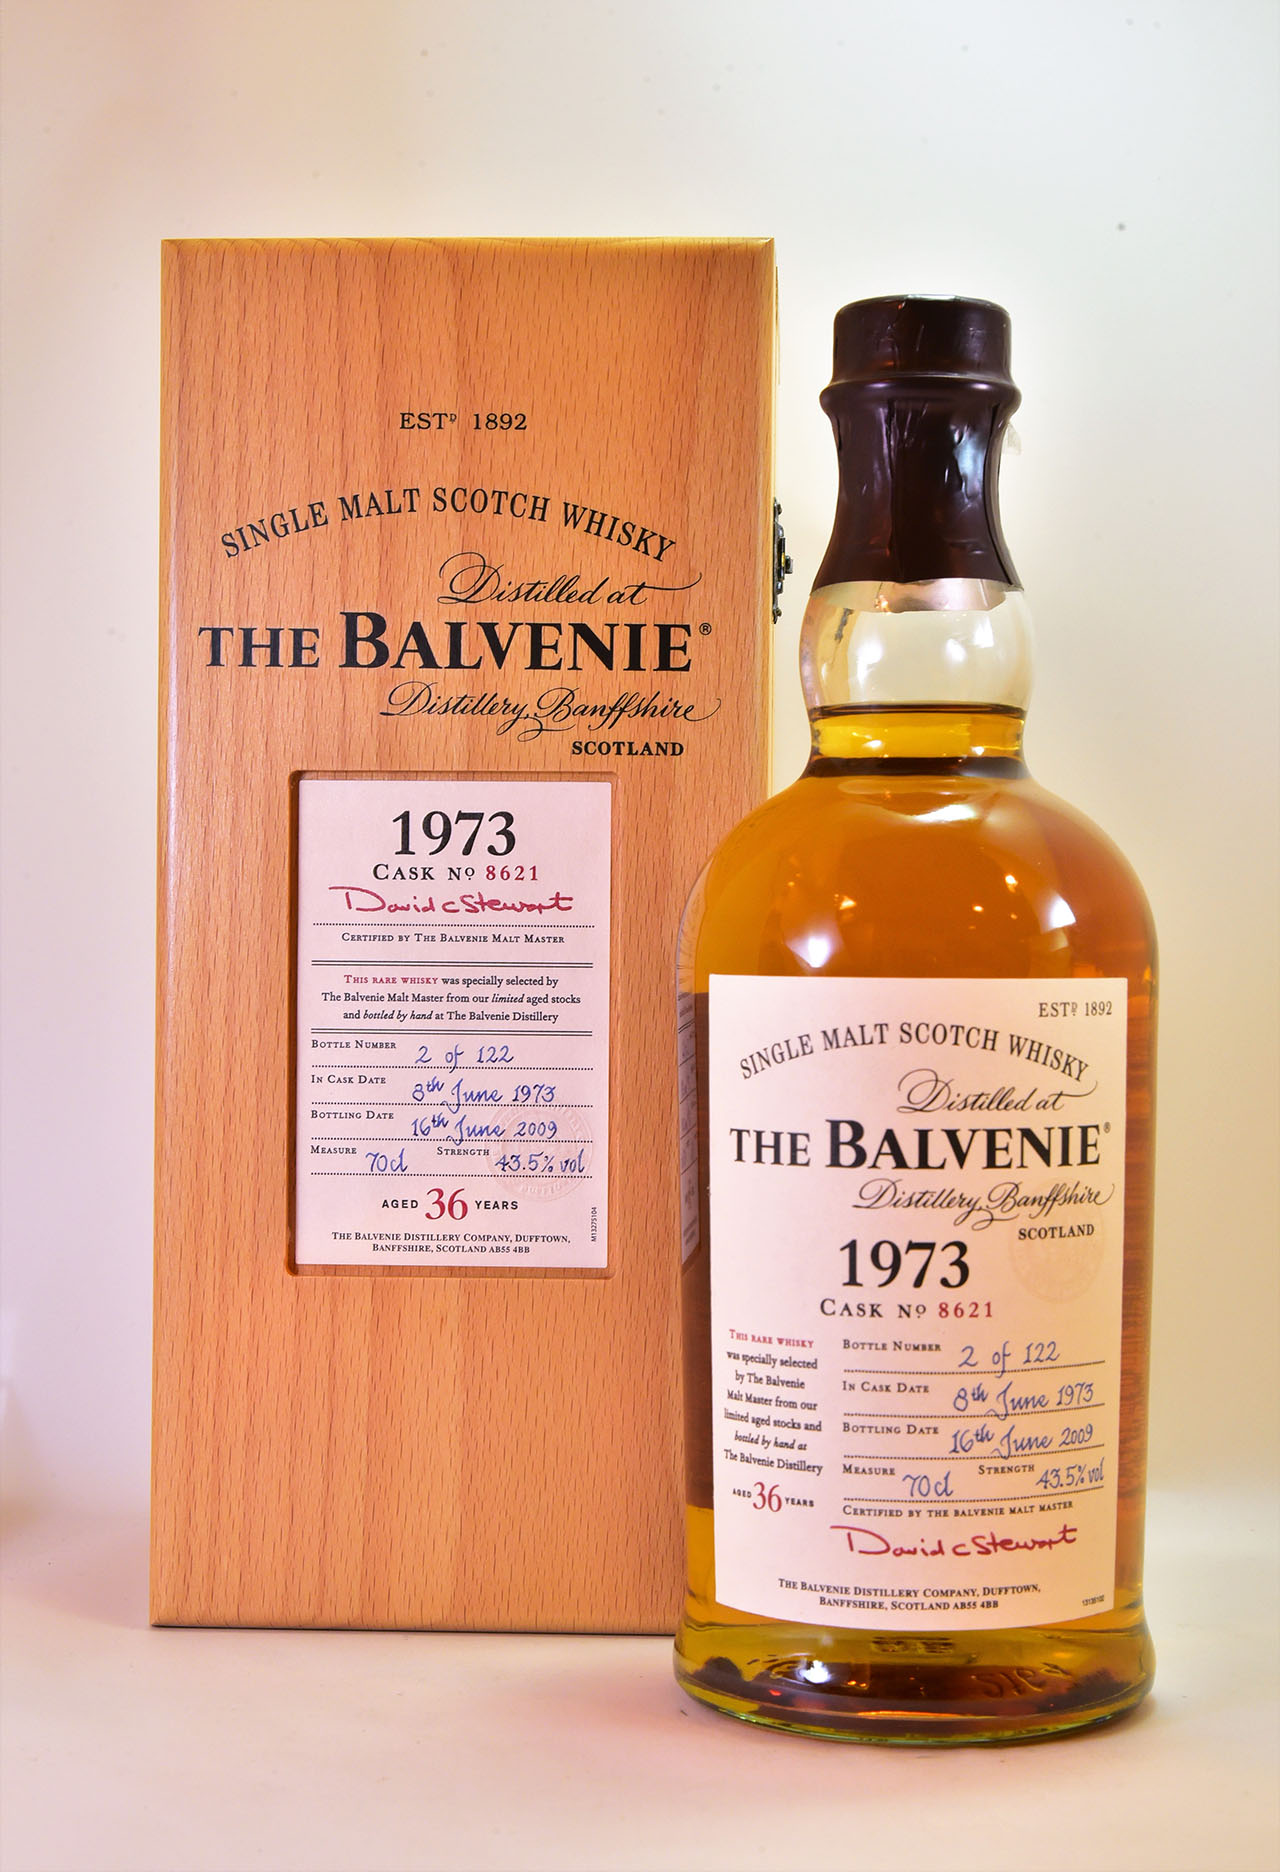 ESTᴰ 1892
SINGLE MALT SCOTCH WHISKY
Distilled at
THE BALVENIE®
Distillery, Banffshire
SCOTLAND
1973
CASK Nº 8621
David C Stewart
CERTIFIED BY THE BALVENIE MALT MASTER
THIS RARE WHISKY was specially selected by
The Balvenie Malt Master from our limited aged stocks
and bottled by hand at The Balvenie Distillery
BOTTLE NUMBER 2 of 122
IN CASK DATE 8th June 1973
BOTTLING DATE 16th June 2009
MEASURE 70cl STRENGTH 43.5% vol
AGED 36 YEARS
THE BALVENIE DISTILLERY COMPANY, DUFFTOWN,
BANFFSHIRE, SCOTLAND AB55 4BB
M1327S104
ESTᴰ 1892
SINGLE MALT SCOTCH WHISKY
Distilled at
THE BALVENIE®
Distillery, Banffshire
SCOTLAND
1973
CASK Nº 8621
THIS RARE WHISKY
was specially selected
by The Balvenie
Malt Master from our
limited aged stocks and
bottled by hand at
The Balvenie Distillery
AGED 36 YEARS
BOTTLE NUMBER 2 of 122
IN CASK DATE 8th June 1973
BOTTLING DATE 16th June 2009
MEASURE 70cl STRENGTH 43.5% vol
CERTIFIED BY THE BALVENIE MALT MASTER
David C Stewart
THE BALVENIE DISTILLERY COMPANY, DUFFTOWN,
BANFFSHIRE, SCOTLAND AB55 4BB